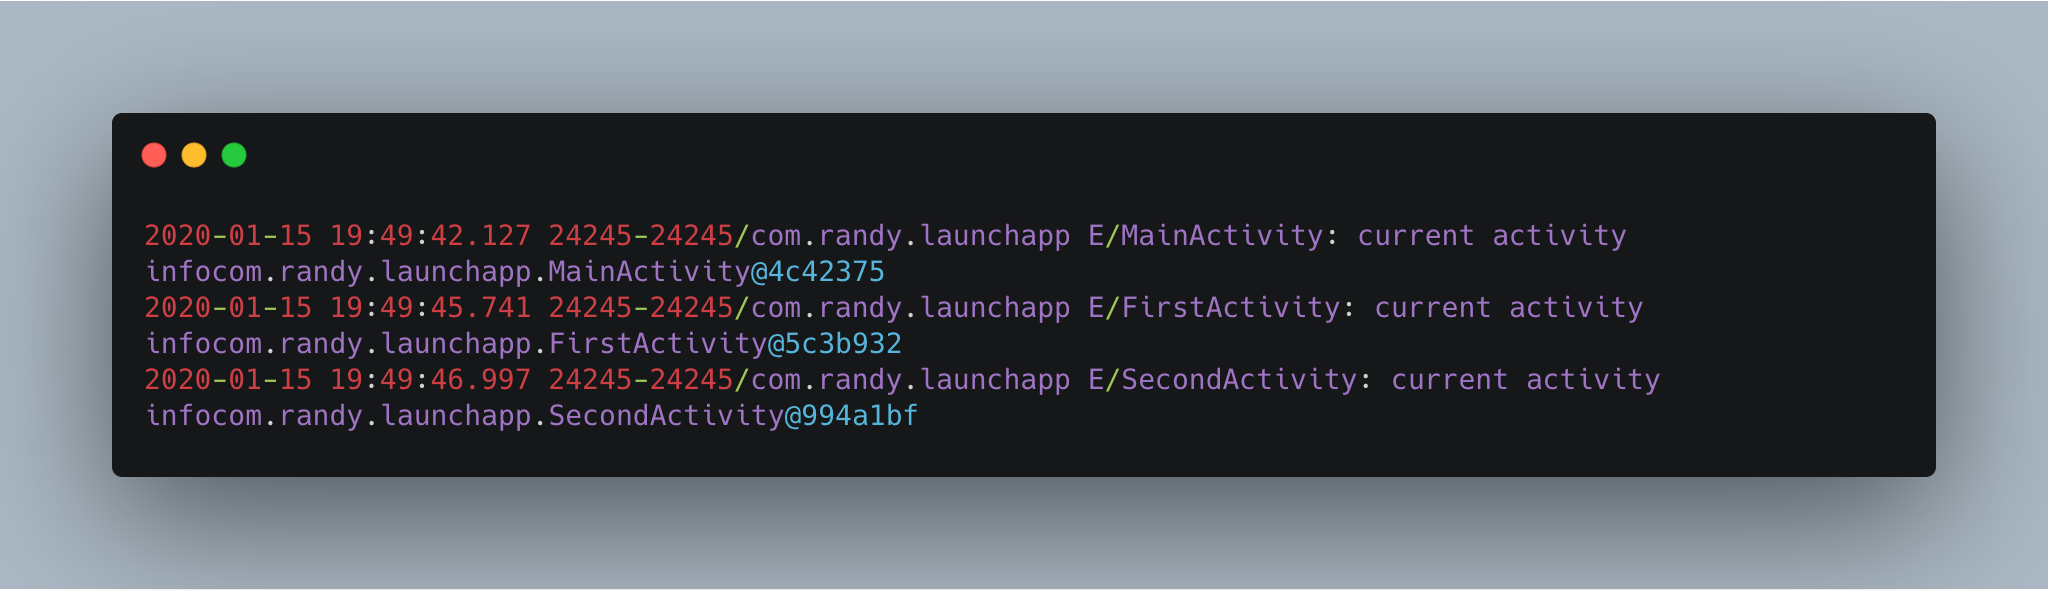 2020-01-15 19:49:42.127 24245-24245/com.randy.launchapp E/MainActivity: current activity
infocom.randy.launchapp.MainActivity@4c42375
2020-01-15 19:49:45.741 24245-24245/com.randy.launchapp E/FirstActivity: current activity
infocom.randy.launchapp.FirstActivity@5c3b932
2020-01-15 19:49:46.997 24245-24245/com.randy.launchapp E/SecondActivity: current activity
infocom.randy.launchapp.SecondActivity@994a1bf